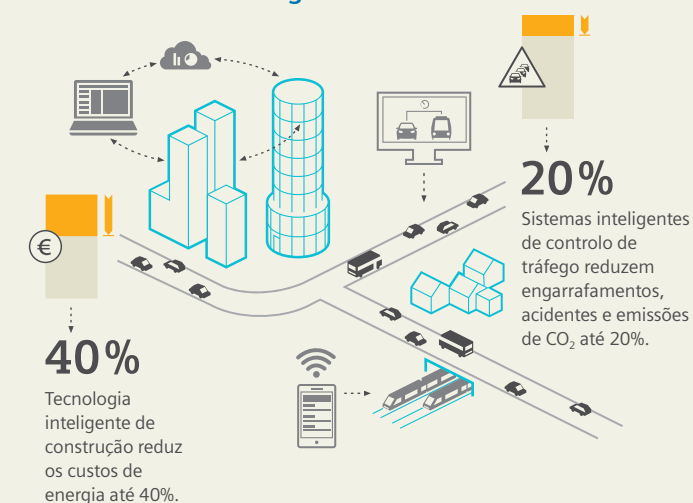 20%
Sistemas inteligentes
de controlo de
tráfego reduzem
engarrafamentos,
acidentes e emissões
de CO₂ até 20%.
€
40%
Tecnologia
inteligente de
construção reduz
os custos de
energia até 40%.